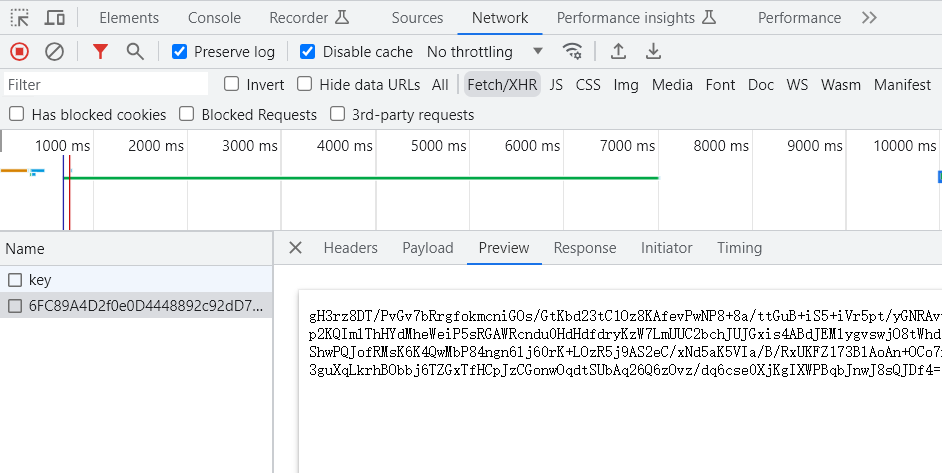 Elements Console Recorder Sources Network Performance insights Performance
Preserve log Disable cache No throttling
Filter Invert Hide data URLs All Fetch/XHR JS CSS Img Media Font Doc WS Wasm Manifest
Has blocked cookies Blocked Requests 3rd-party requests
1000 ms 2000 ms 3000 ms 4000 ms 5000 ms 6000 ms 7000 ms 8000 ms 9000 ms 10000 ms
Name Headers Payload Preview Response Initiator Timing
key
6FC89A4D2f0e0D4448892c92dD7...
gH3rz8DT/PvGv7bRrgfokmcniGOs/GtKbd23tC1Oz8KAfevPwNP8+8a/ttGuB+iS5+iVr5pt/yGNRAv
p2KQIm1ThHYdMheWeiP5sRGAWRcndu0HdHdfdryKzW7LmUUC2bchJUJGxis4ABdJEM1ygvswjO8tWhd
ShwPQJofRMsK6K4QwMbP84ngn61j60rK+LOzR5j9AS2eC/xNd5aK5VIa/B/RxUKFZ173B1AoAn+OCo7
3guXqLkrhBObbj6TZGxTfHCpJzCGonwOqdtSUbAq26Q6zOvz/dq6cse0XjKgIXWPBqbJnwJ8sQJDf4=